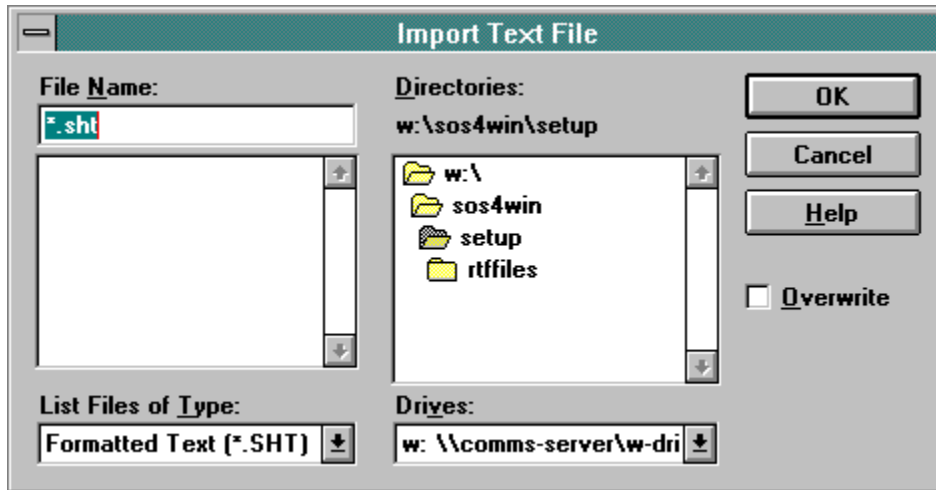 Import Text File
File Name:
*.sht
Directories:
w:\sos4win\setup
w:\
sos4win
setup
rtffiles
OK
Cancel
Help
Overwrite
List Files of Type:
Formatted Text (*.SHT)
Drives:
w: \\comms-server\w-dri